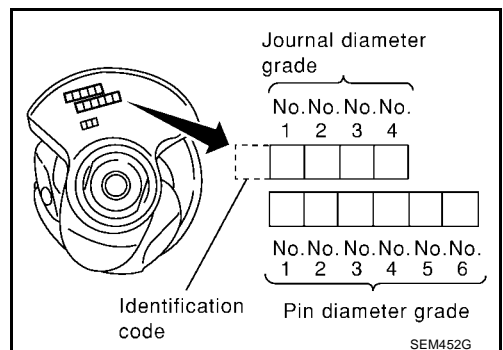 Journal diameter
grade
No. No. No. No.
1 2 3 4
No. No. No. No. No. No.
1 2 3 4 5 6
Identification
code
Pin diameter grade
SEM452G